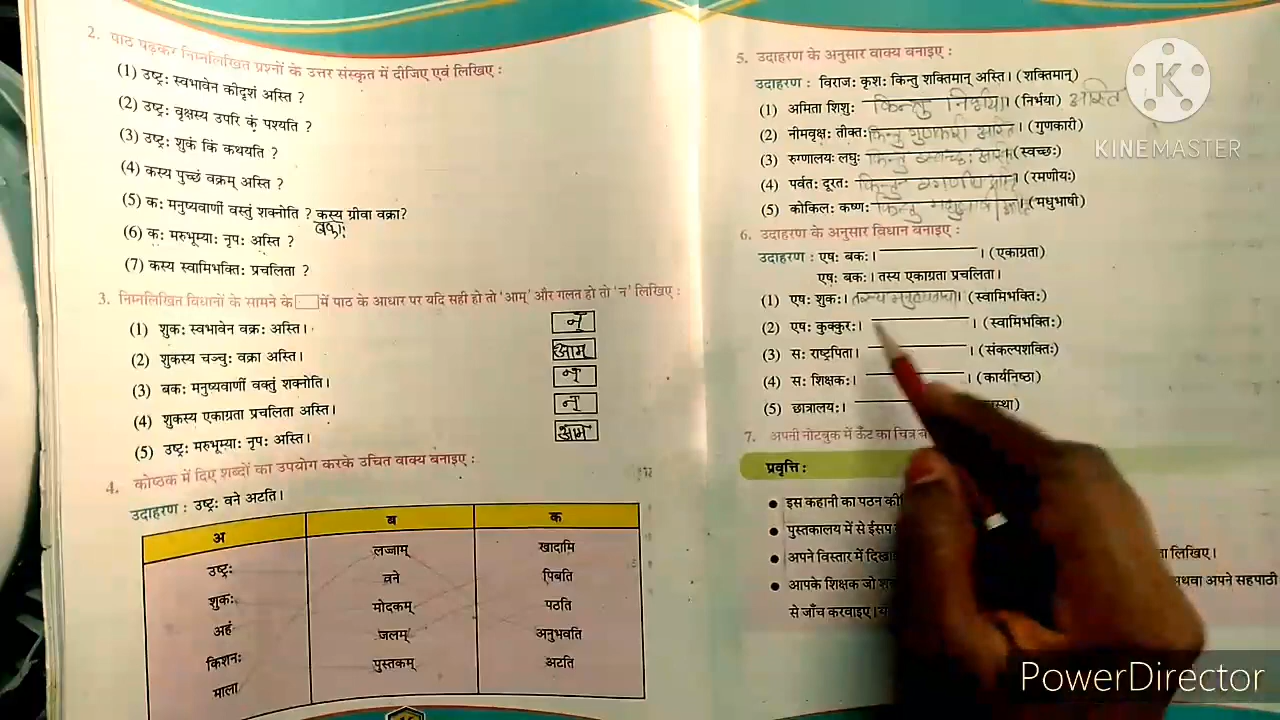 2. पाठ पढ़कर निम्नलिखित प्रश्नों के उत्तर संस्कृत में दीजिए एवं लिखिए :
(1) उष्ट्रः स्वभावेन कीदृशं अस्ति ?
(2) उष्ट्रः वृक्षस्य उपरि कं पश्यति ?
(3) उष्ट्रः शुकं किं कथयति ?
(4) कस्य पुच्छं वक्रम् अस्ति ?
(5) कः मनुष्यवाणीं वक्तुं शक्नोति ? कस्य ग्रीवा वक्रा?
(6) कः मरुभूम्याः नृपः अस्ति ?
(7) कस्य स्वामिभक्तिः प्रचलिता ?
3. निम्नलिखित विधानों के सामने के में पाठ के आधार पर यदि सही हो तो 'आम्' और गलत हो तो 'न' लिखिए :
(1) शुकः स्वभावेन वक्रः अस्ति। न
(2) शुकस्य चञ्चुः वक्रा अस्ति। आम
(3) बकः मनुष्यवाणीं वक्तुं शक्नोति। न
(4) शुकस्य एकाग्रता प्रचलिता अस्ति। न
(5) उष्ट्रः मरुभूम्याः नृपः अस्ति। आम
4. कोष्ठक में दिए शब्दों का उपयोग करके उचित वाक्य बनाइए :
उदाहरण : उष्ट्रः वने अटति।
अ ब क
उष्ट्रः लज्जाम् खादामि
शुकः वने पिबति
अहं मोदकम् पठति
किशनः जलम् अनुभवति
माला पुस्तकम् अटति
5. उदाहरण के अनुसार वाक्य बनाइए :
उदाहरण : विराजः कृशः किन्तु शक्तिमान् अस्ति। (शक्तिमान्)
(1) अमिता शिशुः किन्तु निर्भया। (निर्भया) अस्ति
(2) नीमवृक्षः तीक्तः किन्तु गुणकारी अस्ति। (गुणकारी)
(3) रुग्णालयः लघुः किन्तु । (स्वच्छः)
(4) पर्वतः दूरतः किन्तु । (रमणीयः)
(5) कोकिलः कष्णः किन्तु । (मधुभाषी)
6. उदाहरण के अनुसार विधान बनाइए :
उदाहरण : एषः बकः। । (एकाग्रता)
एषः बकः। तस्य एकाग्रता प्रचलिता।
(1) एषः शुकः। तस्य । (स्वामिभक्तिः)
(2) एषः कुक्कुरः। । (स्वामिभक्तिः)
(3) सः राष्ट्रपिता। । (संकल्पशक्तिः)
(4) सः शिक्षकः। । (कार्यनिष्ठा)
(5) छात्रालयः।
7. अपनी नोटबुक में ऊँट का चित्र
प्रवृत्ति :
इस कहानी का पठन
पुस्तकालय में से
अपने विस्तार में लिखिए।
आपके शिक्षक जो अथवा अपने सहपाठी
से जाँच करवाइए।
K
KINEMASTER
PowerDirector